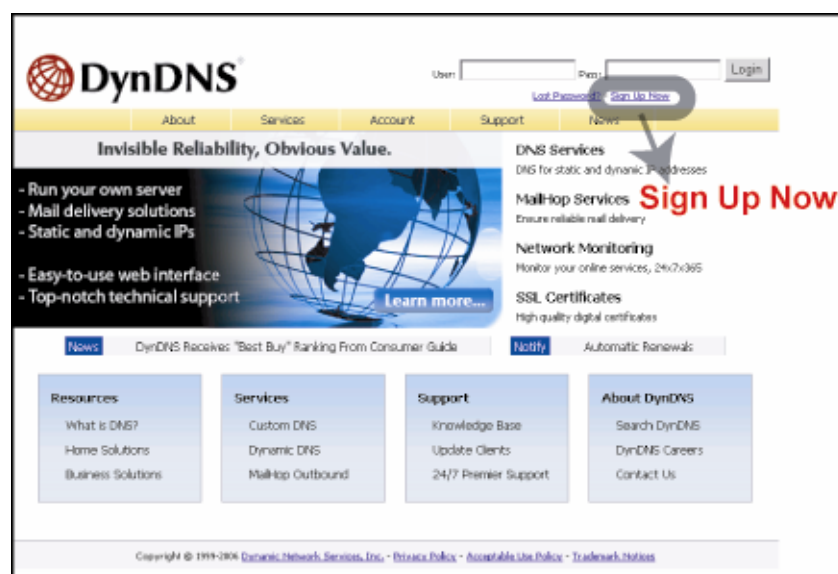 DynDNS
User: Pass: Login
Lost Password? - Sign Up Now
About Services Account Support News
Invisible Reliability, Obvious Value.
- Run your own server
- Mail delivery solutions
- Static and dynamic IPs
- Easy-to-use web interface
- Top-notch technical support
Learn more...
DNS Services
DNS for static and dynamic IP addresses
MailHop Services
Ensure reliable mail delivery
Sign Up Now
Network Monitoring
Monitor your online services, 24x7x365
SSL Certificates
High quality digital certificates
News DynDNS Receives "Best Buy" Ranking From Consumer Guide Notify Automatic Renewals
Resources
What is DNS?
Home Solutions
Business Solutions
Services
Custom DNS
Dynamic DNS
MailHop Outbound
Support
Knowledge Base
Update Clients
24/7 Premier Support
About DynDNS
Search DynDNS
DynDNS Careers
Contact Us
Copyright © 1999-2006 Dynamic Network Services, Inc. - Privacy Policy - Acceptable Use Policy - Trademark Notices